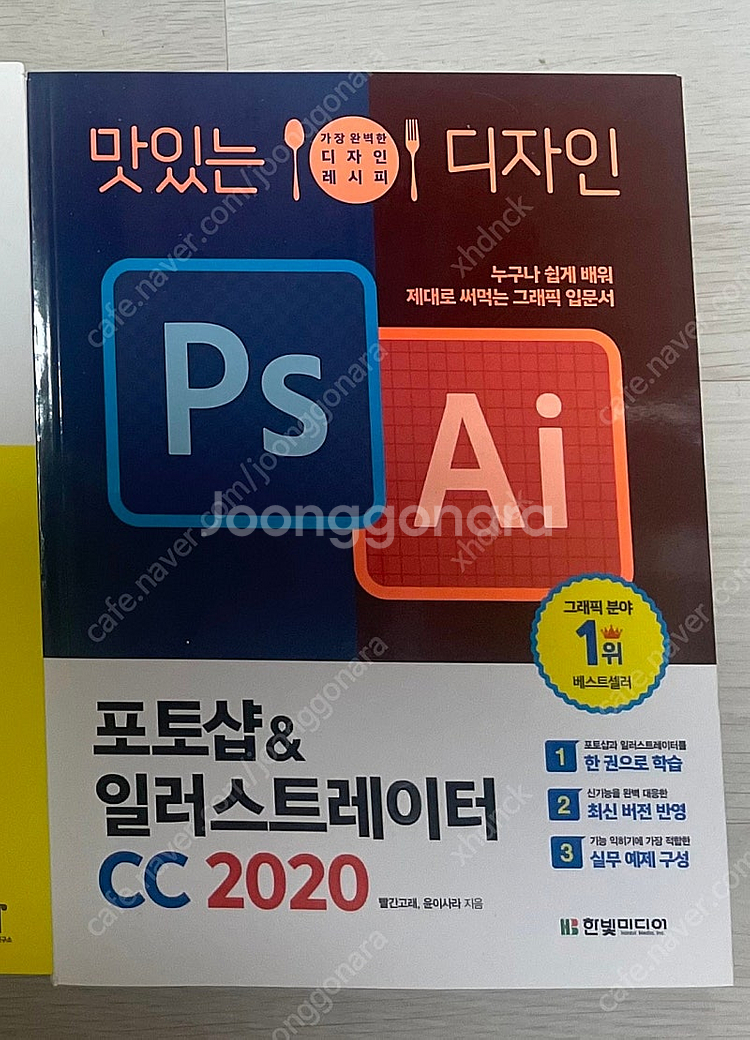 맛있는 디자인
가장 완벽한
디자인
레시피
누구나 쉽게 배워
제대로 써먹는 그래픽 입문서
Ps
Ai
Joonggonara
그래픽 분야
1위
베스트셀러
포토샵&
일러스트레이터
CC 2020
빨간고래, 윤이사라 지음
1 포토샵과 일러스트레이터를
한 권으로 학습
2 신기능을 완벽 대응한
최신 버전 반영
3 기능 익히기에 가장 적합한
실무 예제 구성
HB 한빛미디어
cafe.naver.com/joonggonara
xhdnck